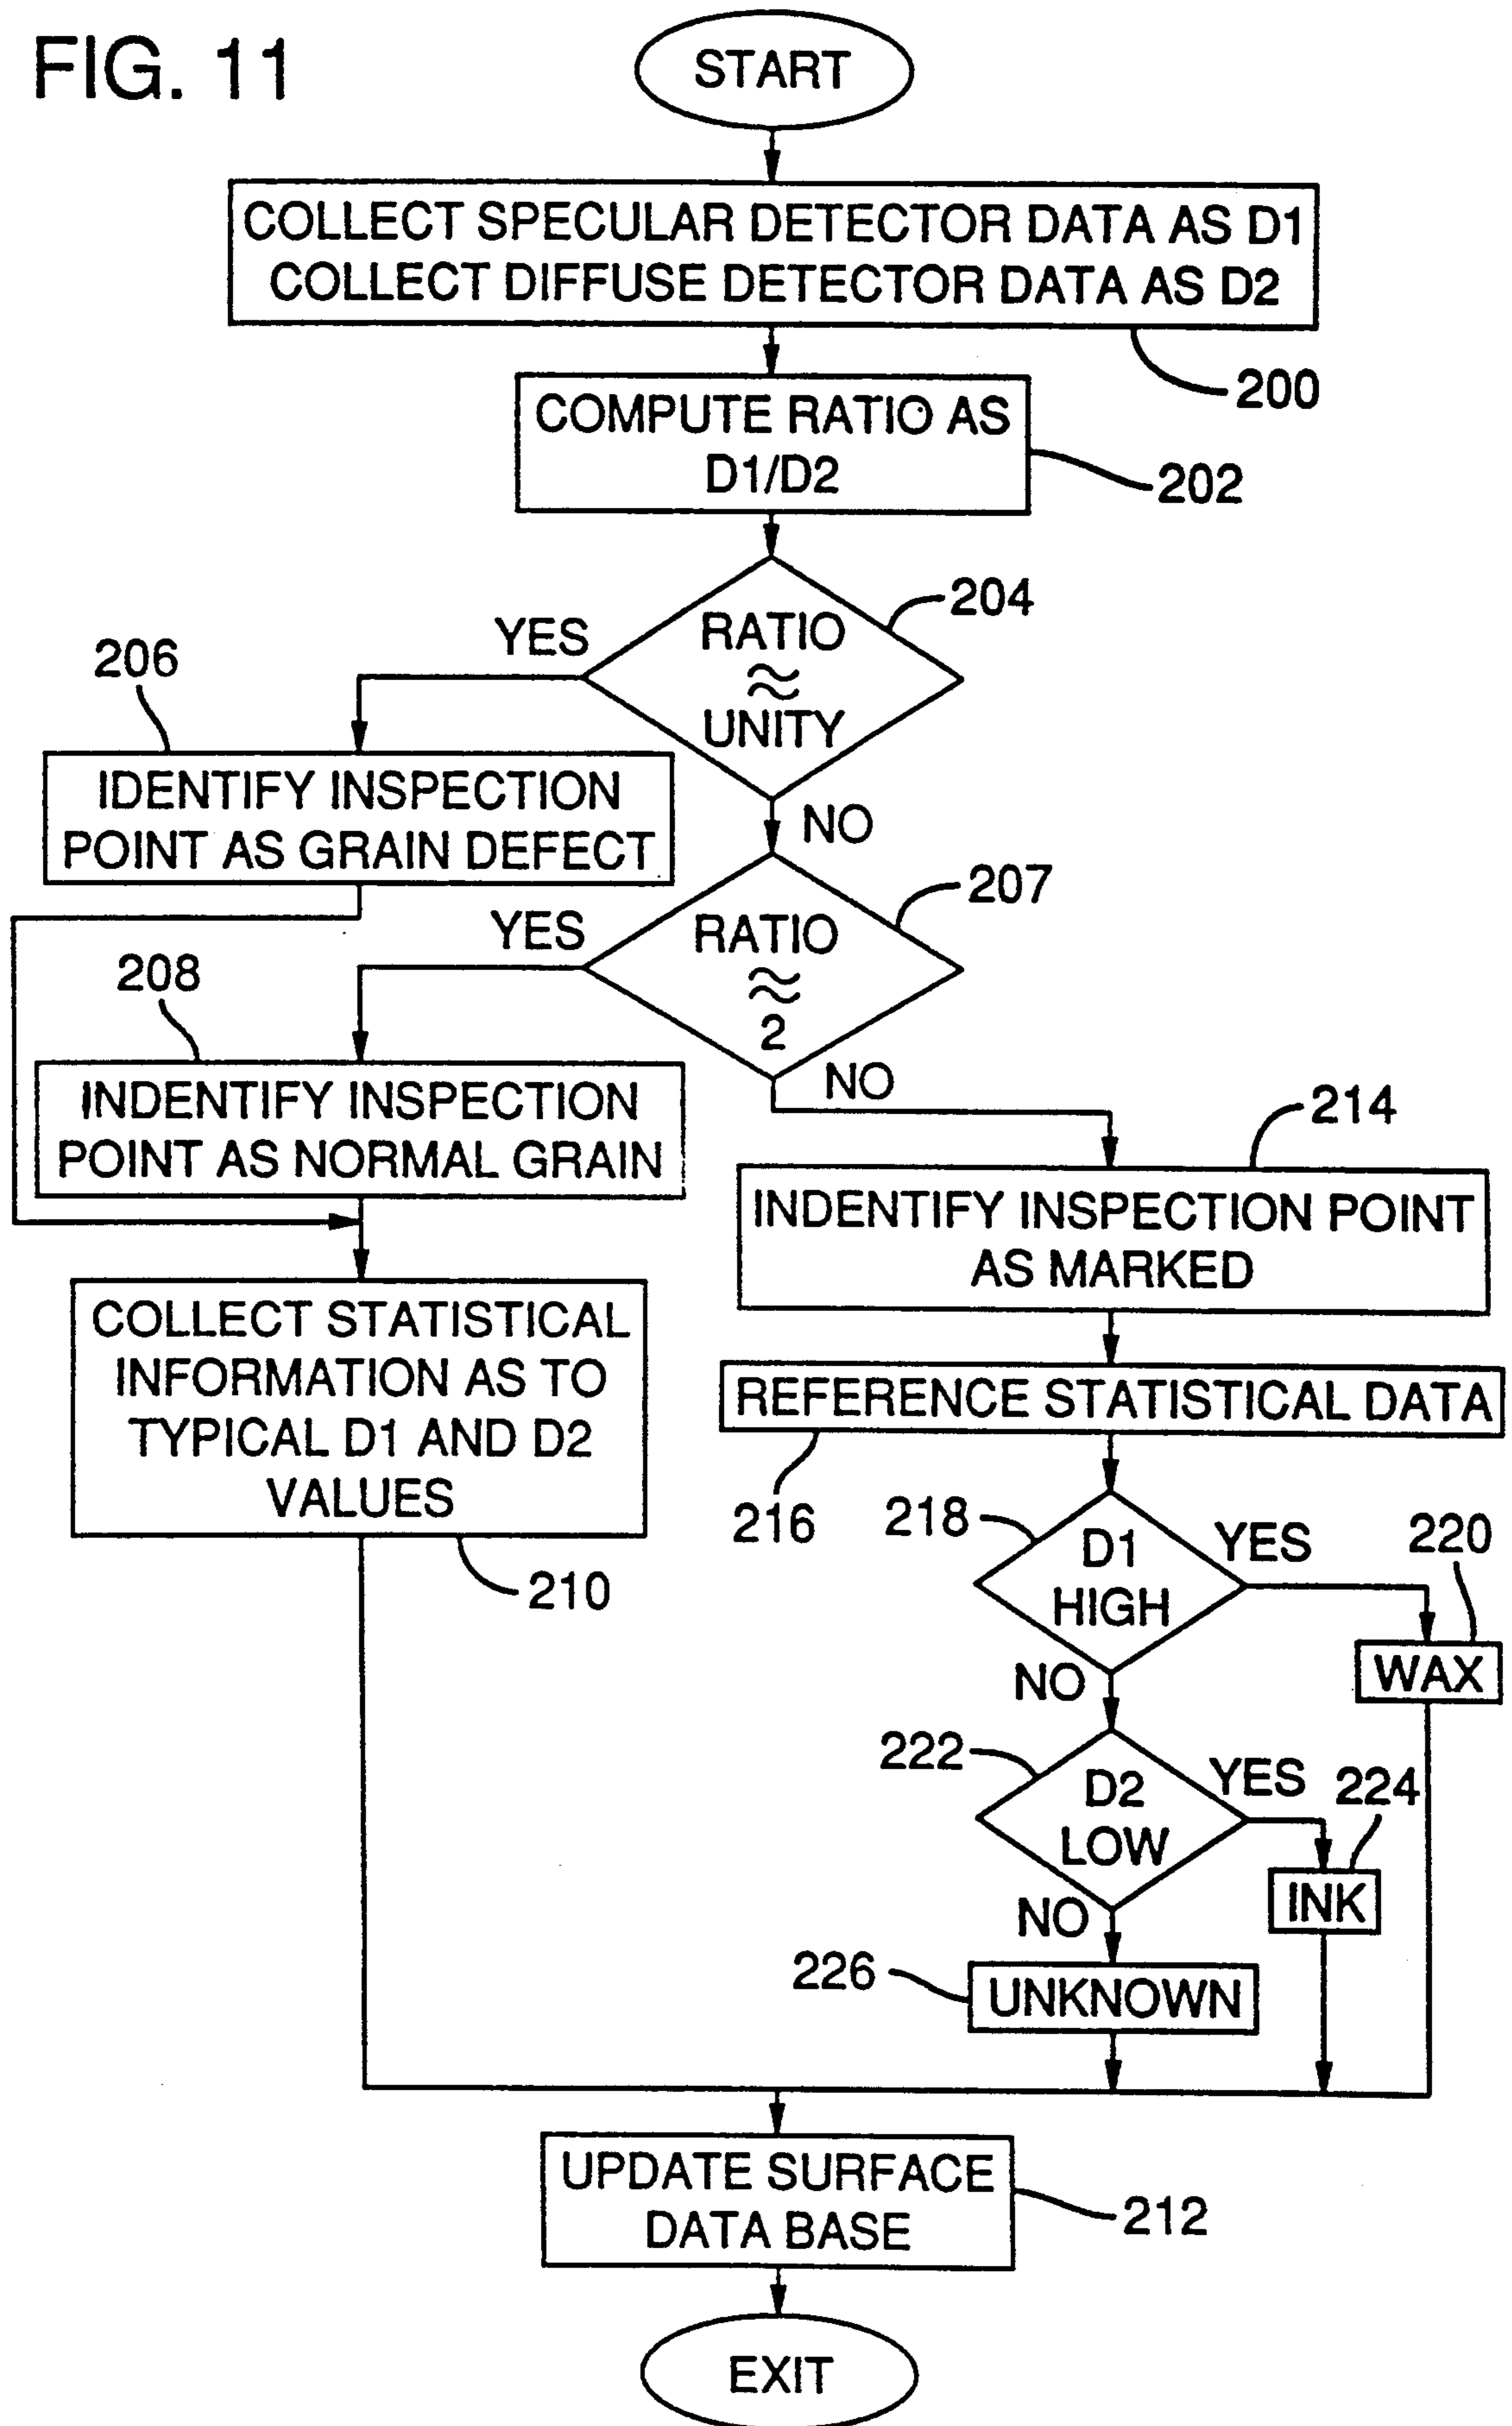 FIG. 11
START
COLLECT SPECULAR DETECTOR DATA AS D1
COLLECT DIFFUSE DETECTOR DATA AS D2
200
COMPUTE RATIO AS
D1/D2
202
204
RATIO
≈
UNITY
YES
NO
206
IDENTIFY INSPECTION
POINT AS GRAIN DEFECT
207
RATIO
≈
2
YES
NO
208
INDENTIFY INSPECTION
POINT AS NORMAL GRAIN
COLLECT STATISTICAL
INFORMATION AS TO
TYPICAL D1 AND D2
VALUES
210
214
INDENTIFY INSPECTION POINT
AS MARKED
REFERENCE STATISTICAL DATA
216
218
D1
HIGH
YES
NO
220
WAX
222
D2
LOW
YES
NO
224
INK
226
UNKNOWN
UPDATE SURFACE
DATA BASE
212
EXIT